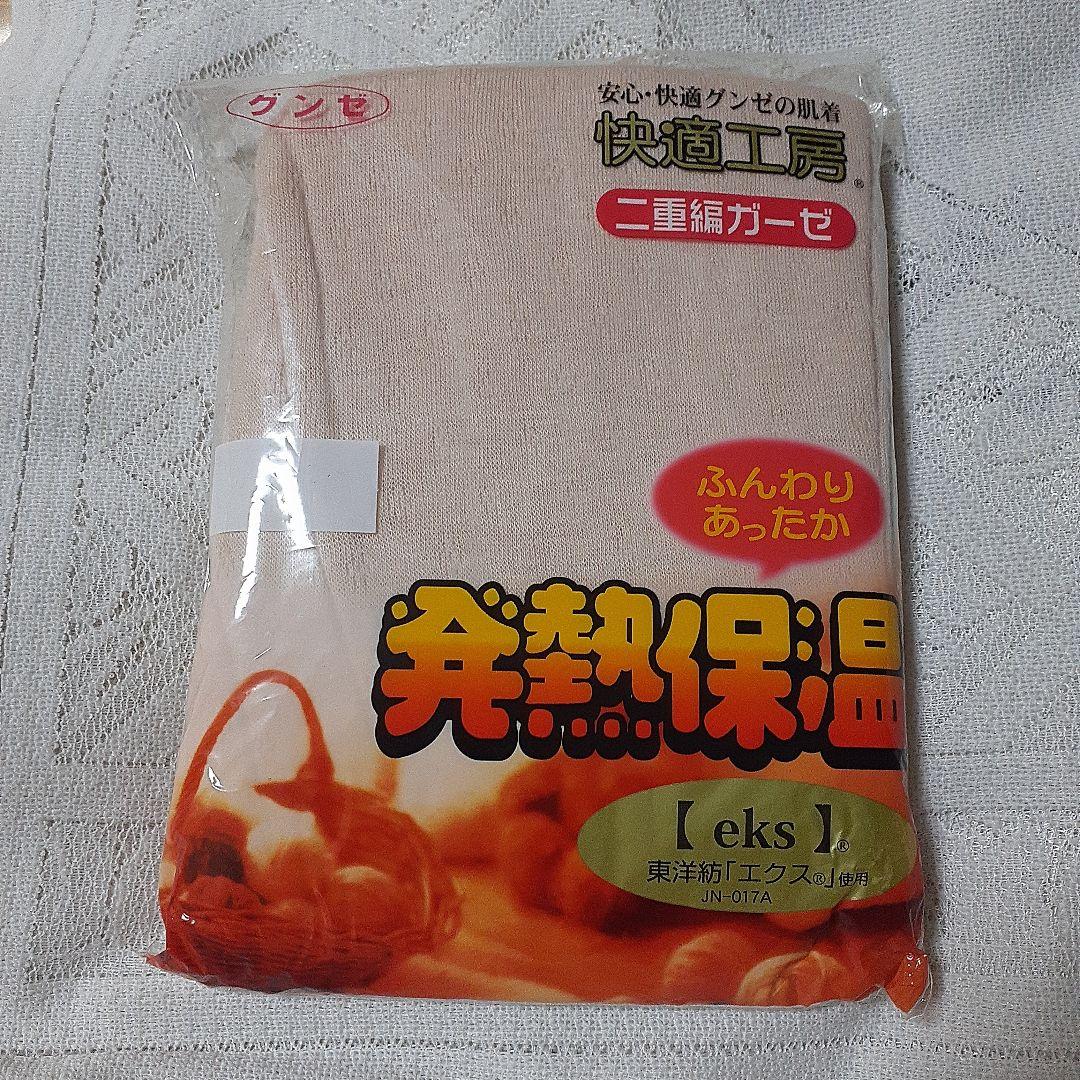 グンゼ
安心・快適グンゼの肌着
快適工房®
二重編ガーゼ
ふんわり
あったか
発熱保温
【eks】®
東洋紡「エクス®」使用
JN-017A